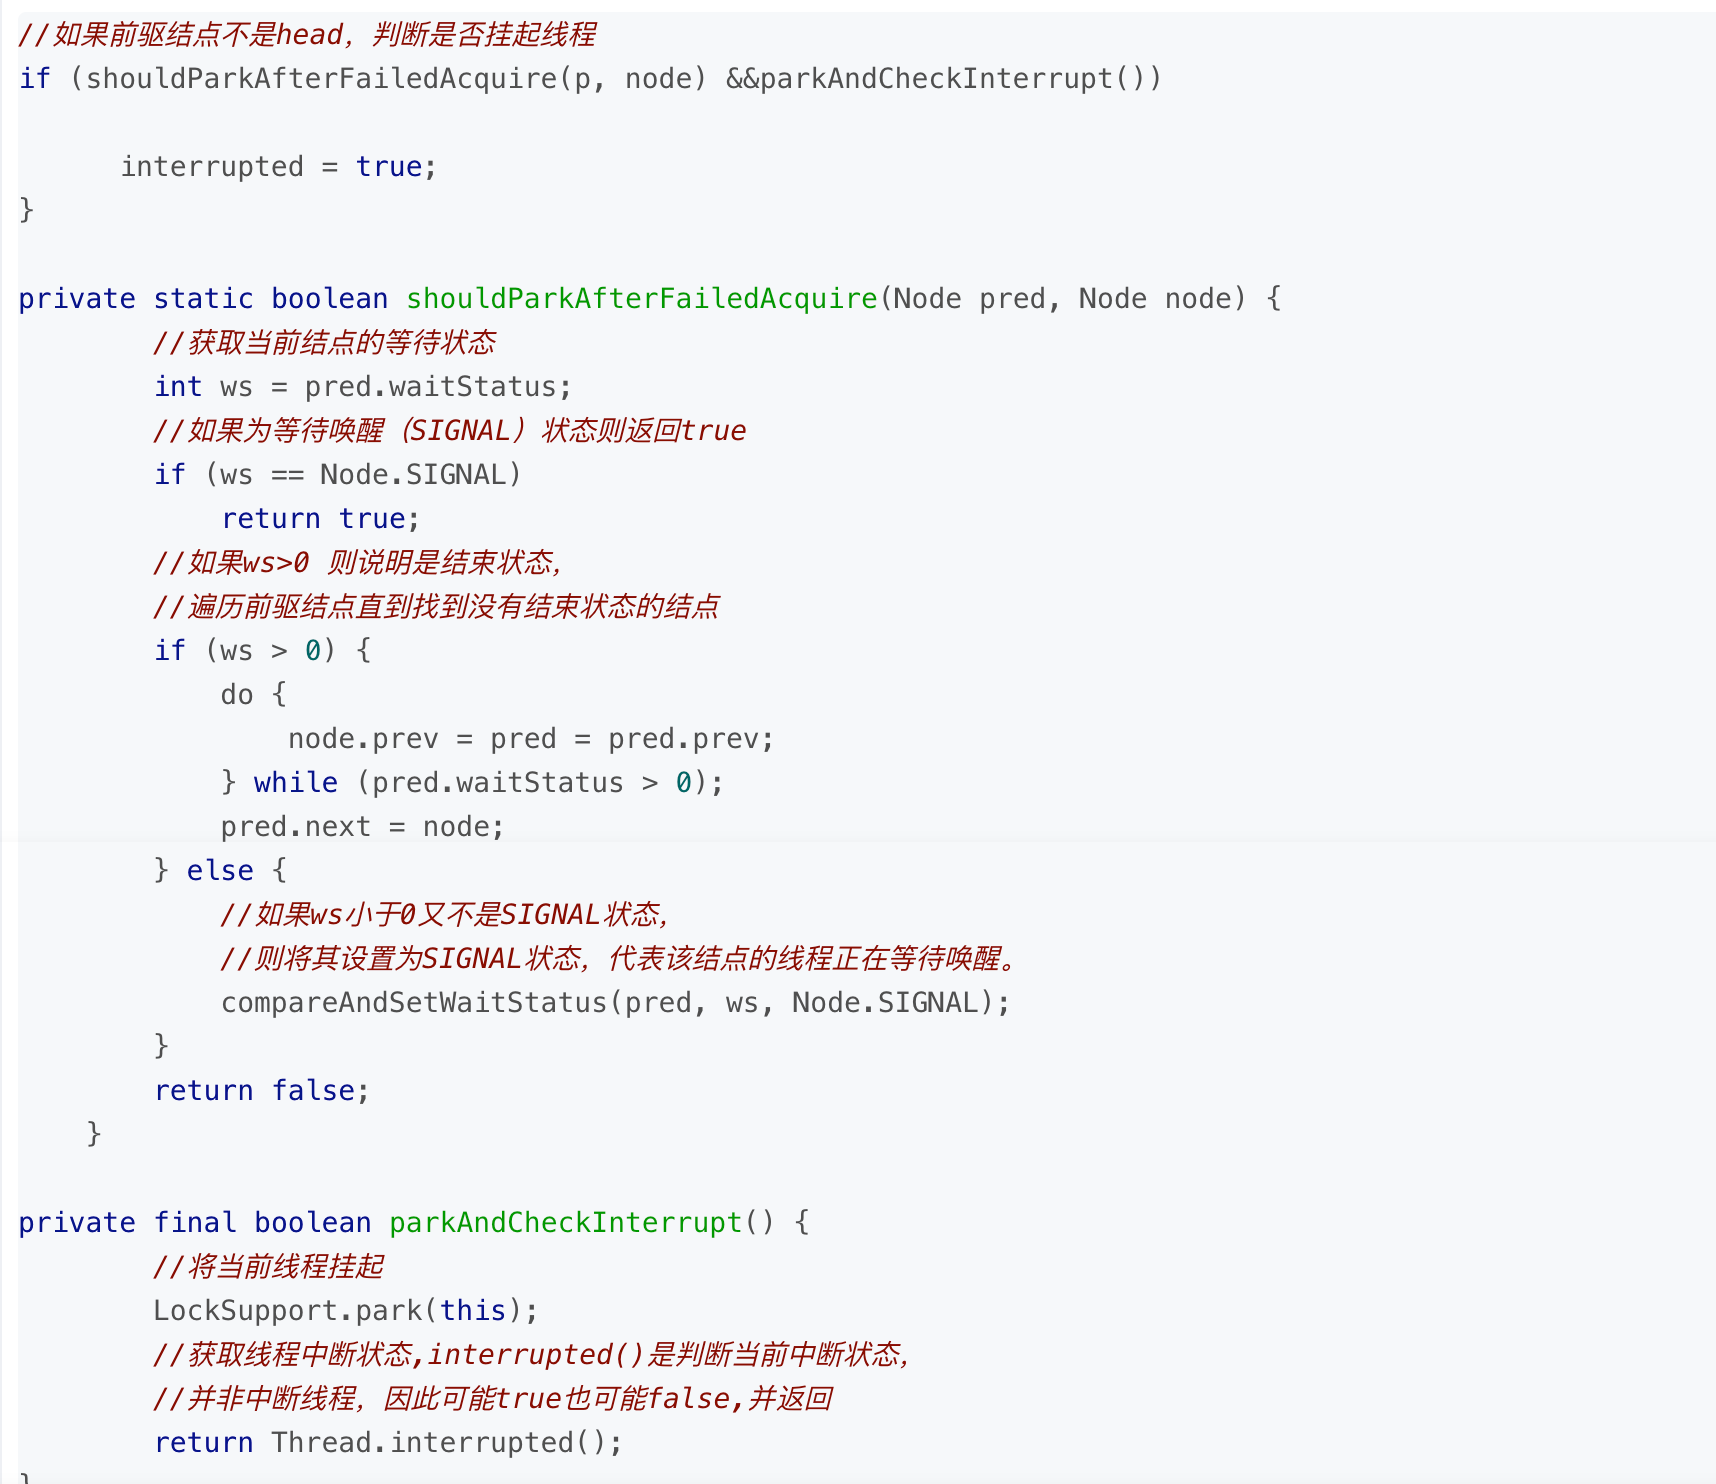 //如果前驱结点不是head，判断是否挂起线程
if (shouldParkAfterFailedAcquire(p, node) &&parkAndCheckInterrupt())
interrupted = true;
}
private static boolean shouldParkAfterFailedAcquire(Node pred, Node node) {
//获取当前结点的等待状态
int ws = pred.waitStatus;
//如果为等待唤醒（SIGNAL）状态则返回true
if (ws == Node.SIGNAL)
return true;
//如果ws>0 则说明是结束状态，
//遍历前驱结点直到找到没有结束状态的结点
if (ws > 0) {
do {
node.prev = pred = pred.prev;
} while (pred.waitStatus > 0);
pred.next = node;
} else {
//如果ws小于0又不是SIGNAL状态，
//则将其设置为SIGNAL状态，代表该结点的线程正在等待唤醒。
compareAndSetWaitStatus(pred, ws, Node.SIGNAL);
}
return false;
}
private final boolean parkAndCheckInterrupt() {
//将当前线程挂起
LockSupport.park(this);
//获取线程中断状态,interrupted()是判断当前中断状态，
//并非中断线程，因此可能true也可能false,并返回
return Thread.interrupted();
}